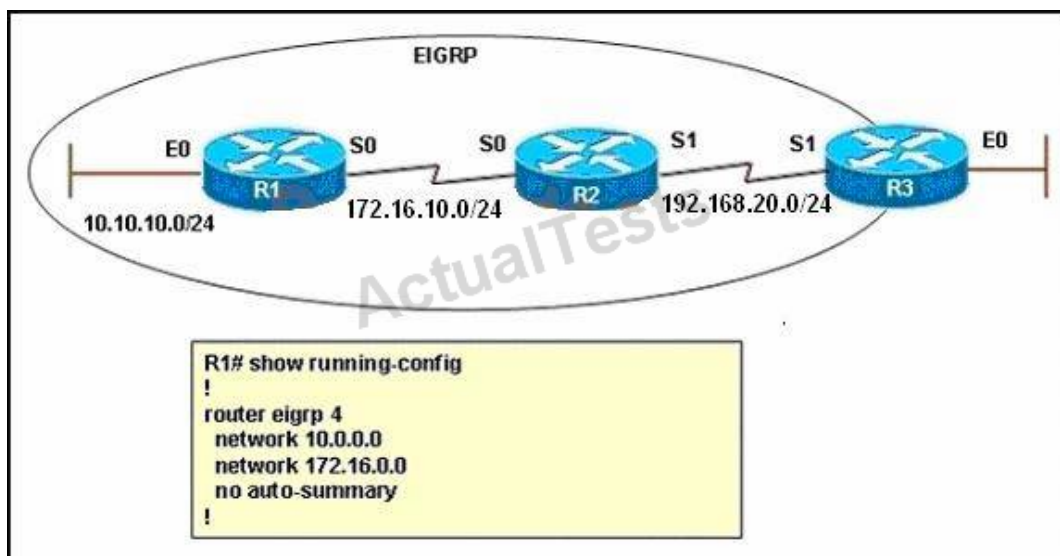 EIGRP
E0 S0 S0 S1 S1 E0
R1 R2 R3
10.10.10.0/24 172.16.10.0/24 192.168.20.0/24
ActualTests
R1# show running-config
!
router eigrp 4
network 10.0.0.0
network 172.16.0.0
no auto-summary
!